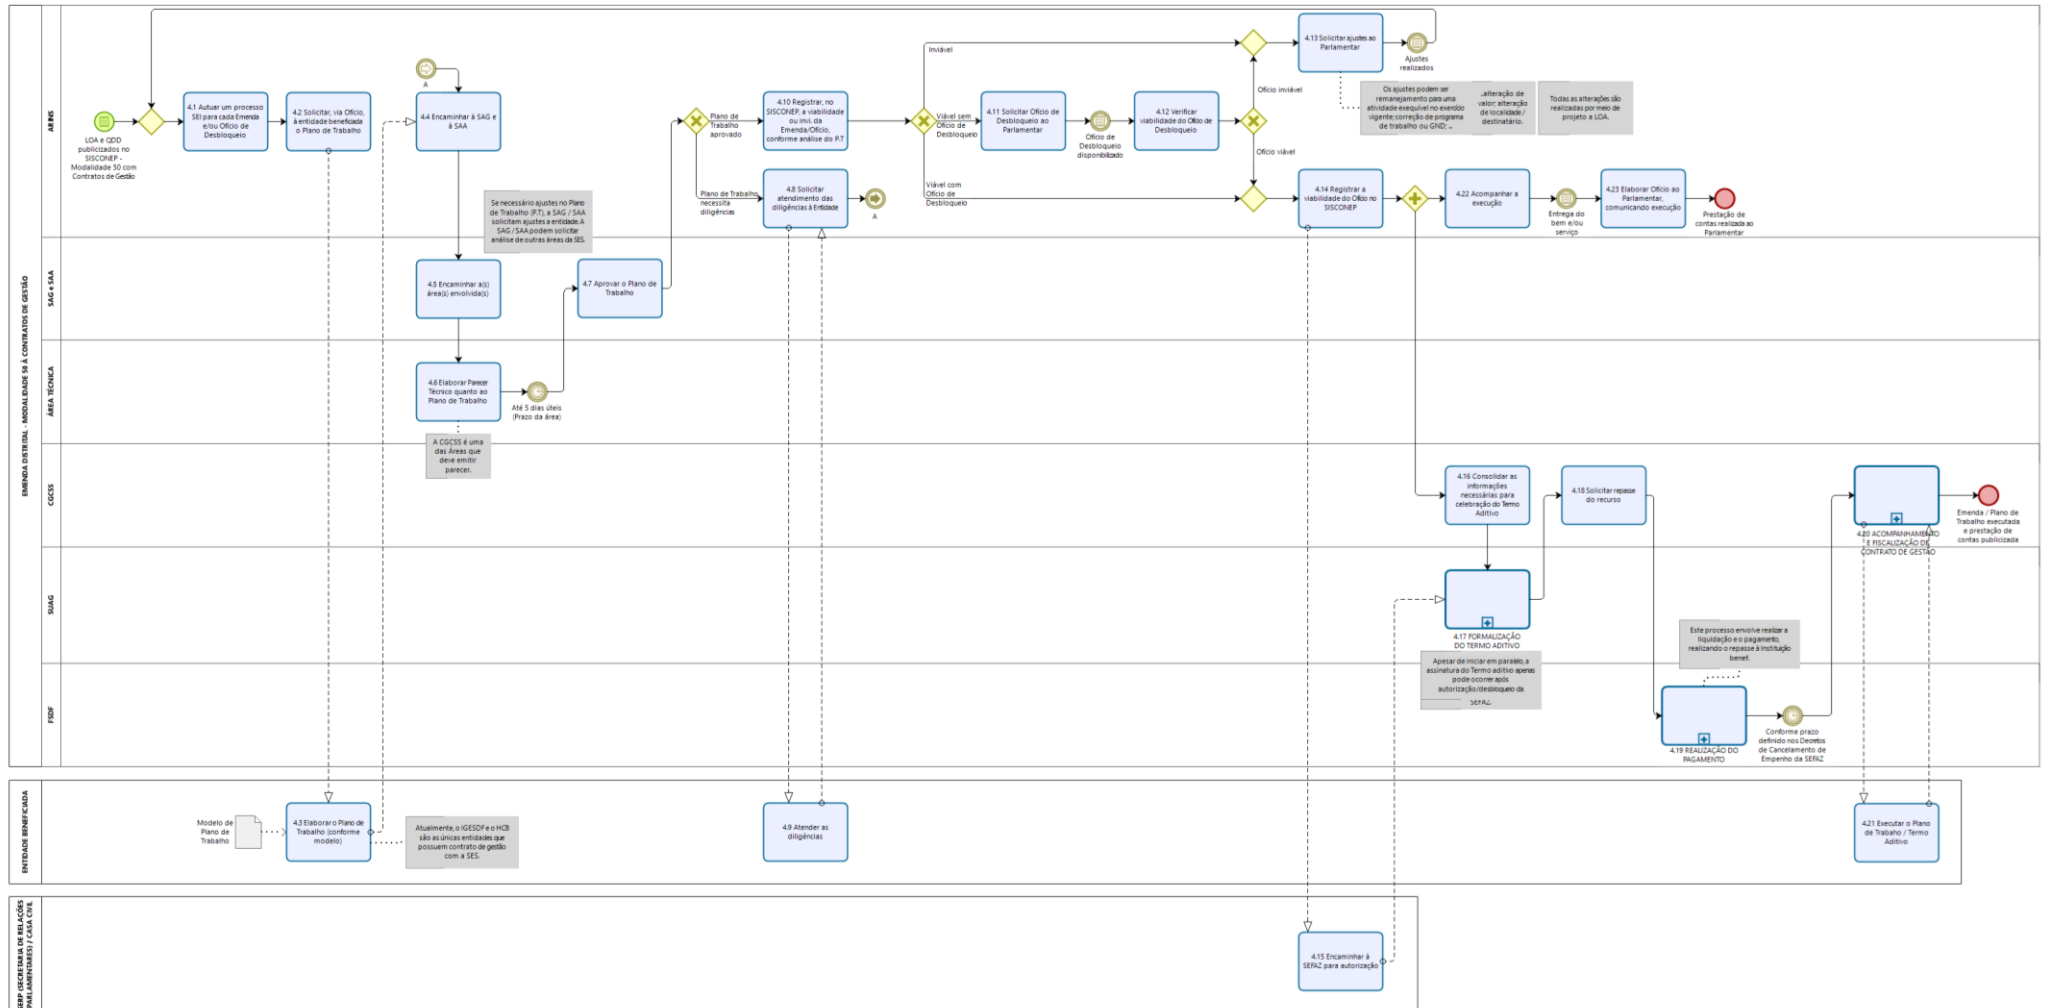 EMENDA DISTRITAL - MODALIDADE 50 À CONTRATOS DE GESTÃO
LOA e QDD
publicizados no
SISCONEP -
Modalidade 50 com
Contratos de Gestão
4.1 Autuar um processo
SEI para cada Emenda
e/ou Ofício de
Desbloqueio
4.2 Solicitar, via Ofício,
à entidade beneficiada
o Plano de Trabalho
A
4.4 Encaminhar à SAG e
à SAA
Se necessário ajustes no Plano
de Trabalho (P.T), a SAG / SAA
solicitam ajustes a entidade. A
SAG / SAA podem solicitar
análise de outras áreas da SES.
Plano de
Trabalho
aprovado
Plano de Trabalho
necessita
diligências
4.10 Registrar, no
SISCONEP, a viabilidade
ou invi. da
Emenda/Ofício,
conforme análise do P.T
4.8 Solicitar
atendimento das
diligências à Entidade
A
Inviável
Viável sem
Ofício de
Desbloqueio
Viável com
Ofício de
Desbloqueio
4.11 Solicitar Ofício de
Desbloqueio ao
Parlamentar
Ofício de
Desbloqueio
disponibilizado
4.12 Verificar
viabilidade do Ofício de
Desbloqueio
Ofício inviável
Ofício viável
4.13 Solicitar ajustes ao
Parlamentar
Ajustes
realizados
Os ajustes podem ser
remanejamento para uma
atividade exequível no exercício
vigente; correção de programa
de trabalho ou GND; ..
..alteração de
valor; alteração
de localidade /
destinatário.
Todas as alterações são
realizadas por meio de
projeto a LOA.
4.14 Registrar a
viabilidade do Ofício no
SISCONEP
4.22 Acompanhar a
execução
Entrega do
bem e/ou
serviço
4.23 Elaborar Ofício ao
Parlamentar,
comunicando execução
Prestação de
contas realizada ao
Parlamentar
SAG e SAA
4.5 Encaminhar a(s)
área(s) envolvida(s)
4.7 Aprovar o Plano de
Trabalho
ÁREA TÉCNICA
4.6 Elaborar Parecer
Técnico quanto ao
Plano de Trabalho
Até 5 dias úteis
(Prazo da área)
A CGCSS é uma
das Áreas que
deve emitir
parecer.
CGCSS
4.16 Consolidar as
informações
necessárias para
celebração do Termo
Aditivo
4.18 Solicitar repasse
do recurso
4.20 ACOMPANHAMENTO
E FISCALIZAÇÃO DE
CONTRATO DE GESTÃO
Emenda / Plano de
Trabalho executada
e prestação de
contas publicizada
SUAG
4.17 FORMALIZAÇÃO
DO TERMO ADITIVO
Apesar de iniciar em paralelo, a
assinatura do Termo aditivo apenas
pode ocorrer após
autorização/desbloqueio da
SEFAZ.
Este processo envolve realizar a
liquidação e o pagamento,
realizando o repasse à Instituição
benef.
FSDF
4.19 REALIZAÇÃO DO
PAGAMENTO
Conforme prazo
definido nos Decretos
de Cancelamento de
Empenho da SEFAZ
ENTIDADE BENEFICIADA
Modelo de
Plano de
Trabalho
4.3 Elaborar o Plano de
Trabalho (conforme
modelo)
Atualmente, o IGESDF e o HCB
são as únicas entidades que
possuem contrato de gestão
com a SES.
4.9 Atender as
diligências
4.21 Executar o Plano
de Trabaho / Termo
Aditivo
SERP (SECRETARIA DE RELAÇÕES
PARLAMENTARES) / CASA CIVIL
4.15 Encaminhar à
SEFAZ para autorização